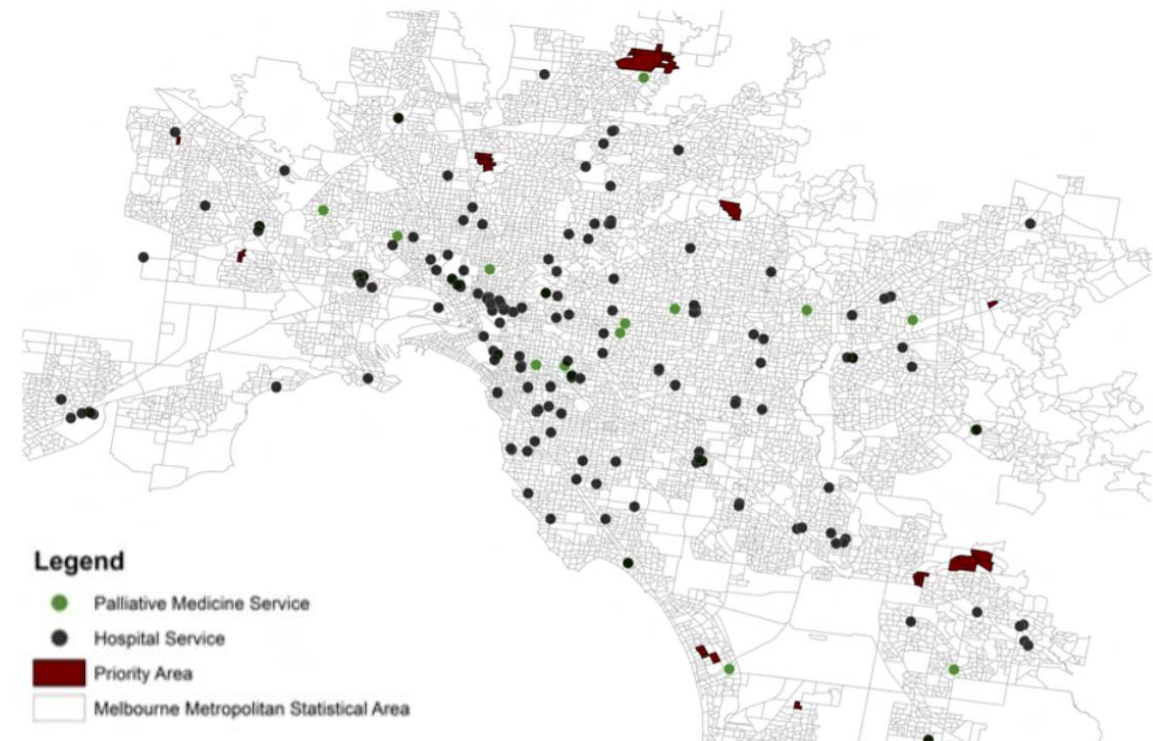 Legend
Palliative Medicine Service
Hospital Service
Priority Area
Melbourne Metropolitan Statistical Area